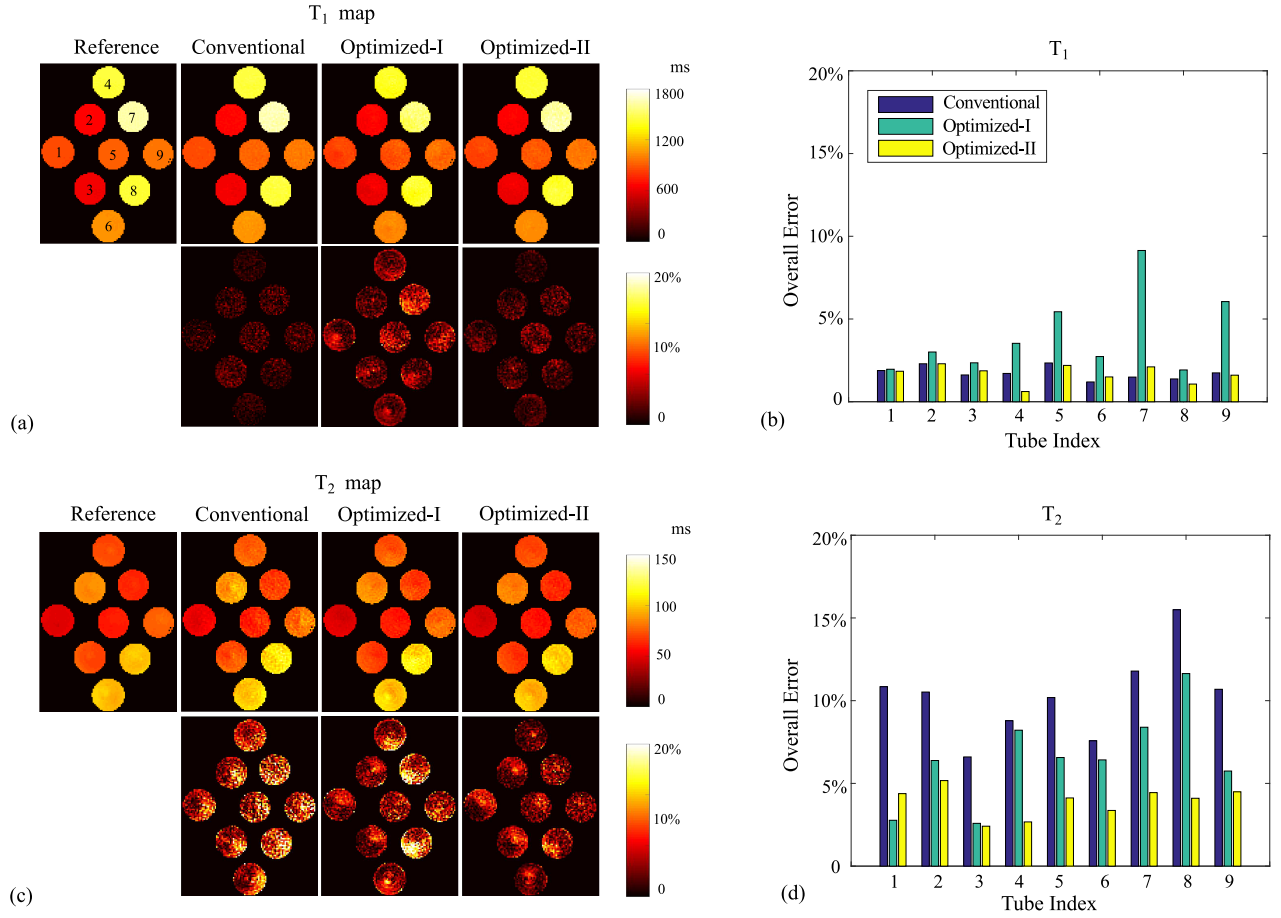 T1 map
Reference Conventional Optimized-I Optimized-II
ms
4
2 7
1 5 9
3 8
6
1800
1200
600
0
20%
10%
0
(a)
T1
20%
15%
10%
5%
0
Overall Error
Conventional
Optimized-I
Optimized-II
1 2 3 4 5 6 7 8 9
Tube Index
(b)
T2 map
Reference Conventional Optimized-I Optimized-II
ms
150
100
50
0
20%
10%
0
(c)
T2
20%
15%
10%
5%
0
Overall Error
1 2 3 4 5 6 7 8 9
Tube Index
(d)